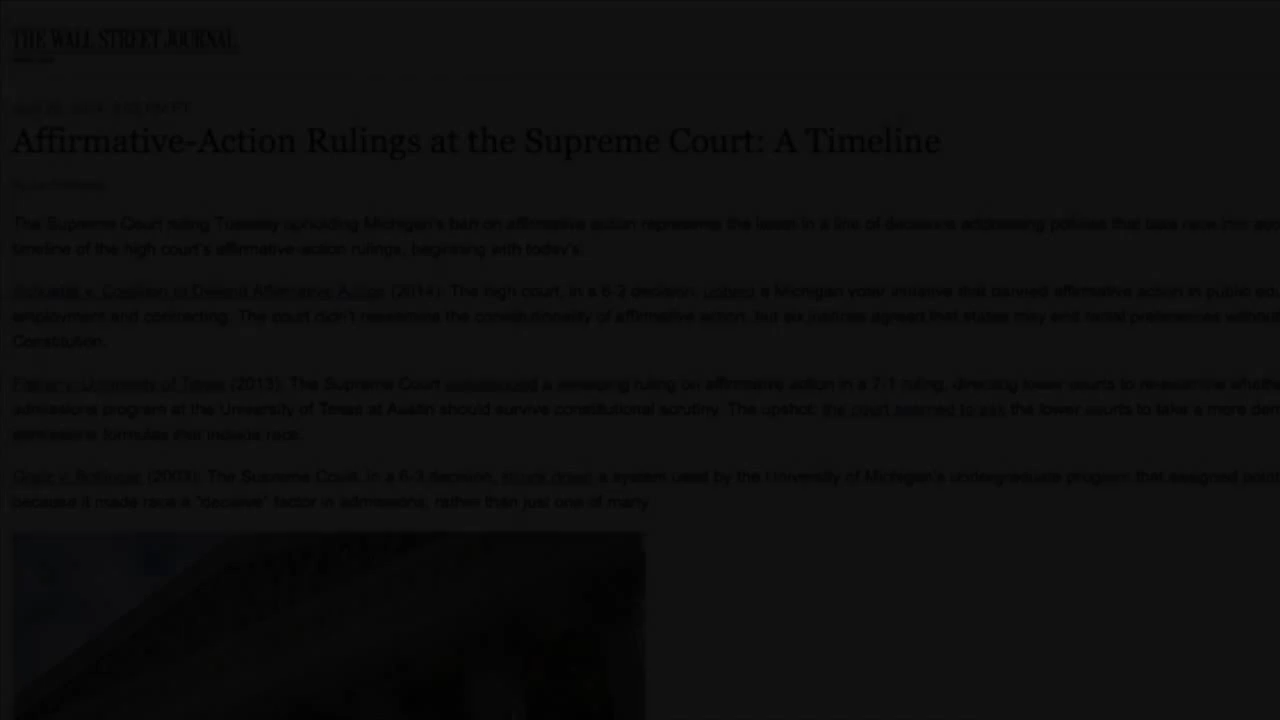 THE WALL STREET JOURNAL
Affirmative-Action Rulings at the Supreme Court: A Timeline
The Supreme Court ruling Tuesday upholding Michigan's ban on affirmative action represents the latest in a line of decisions addressing policies that take race into
timeline of the high court's affirmative-action rulings, beginning with today's.
Schuette v. Coalition to Defend Affirmative Action (2014): The high court, in a 6-2 decision, upheld a Michigan voter initiative that banned affirmative action in public
employment and contracting. The court didn't reexamine the constitutionality of affirmative action, but six justices agreed that states may end racial preferences
Constitution.
Fisher v. University of Texas (2013): The Supreme Court a sweeping ruling on affirmative action in a 7-1 ruling, directing lower courts to reexamine
admissions program at the University of Texas at Austin should survive constitutional scrutiny. The upshot: the court seemed to ask the lower courts to take a more
admissions formulas that include race.
Gratz v. Bollinger (2003): The Supreme Court, in a 6-3 decision, struck down a system used by the University of Michigan's undergraduate program that assigned
because it made race a "decisive" factor in admissions, rather than just one of many.